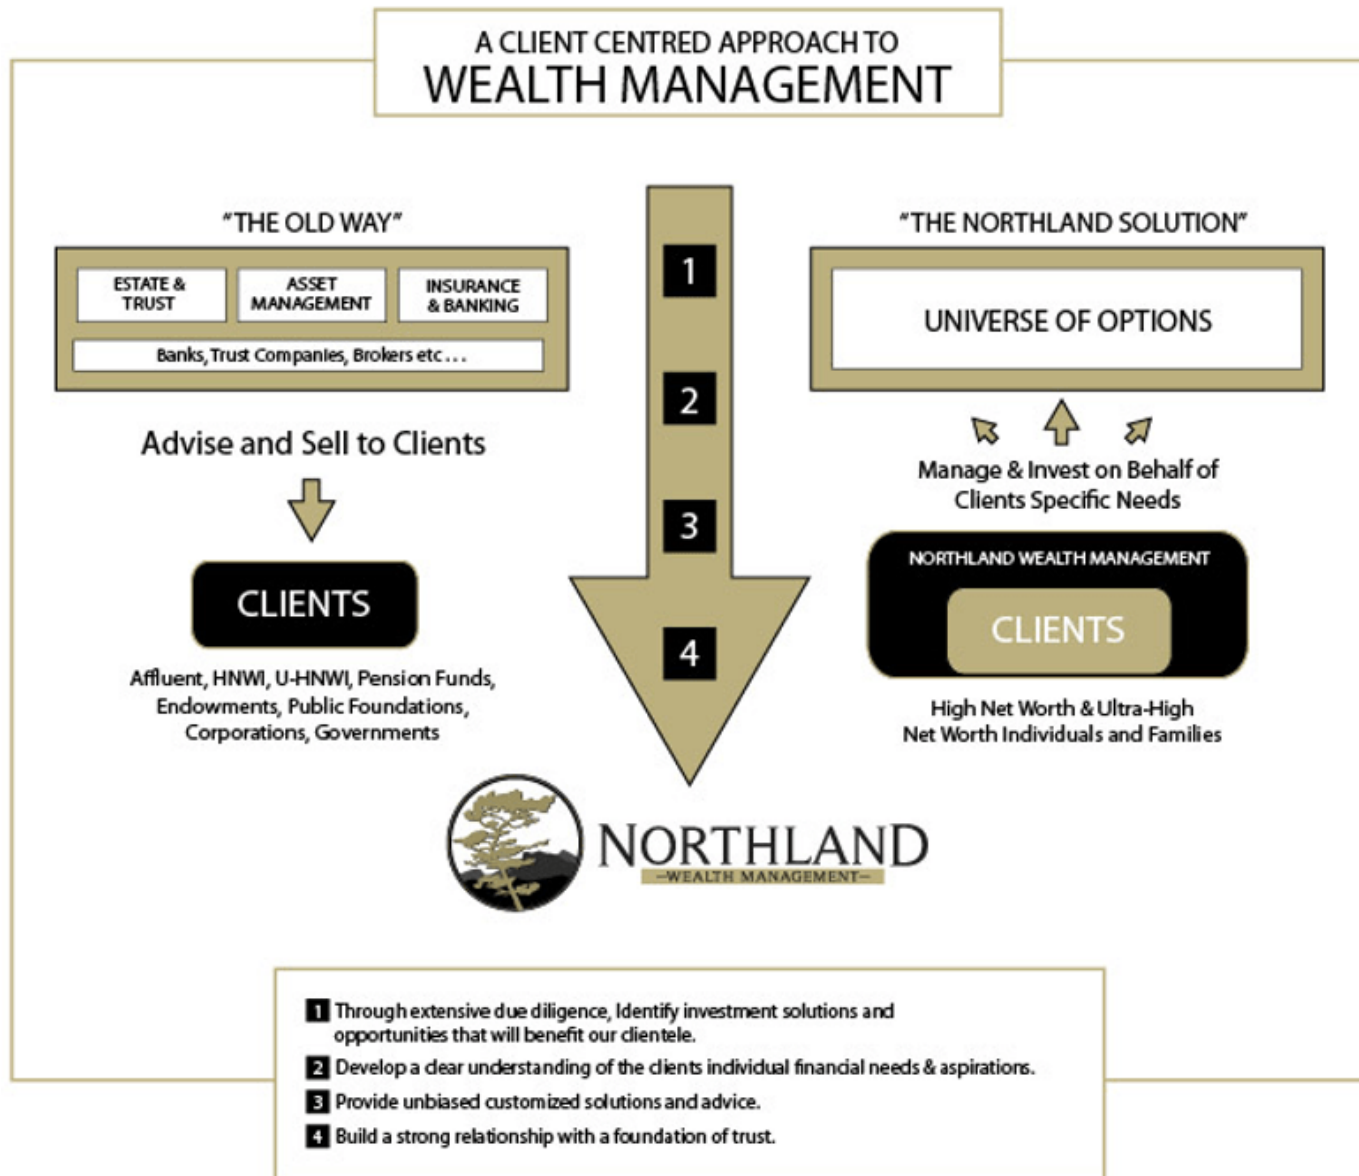 A CLIENT CENTRED APPROACH TO
WEALTH MANAGEMENT
"THE OLD WAY"
ESTATE &
TRUST
ASSET
MANAGEMENT
INSURANCE
& BANKING
Banks, Trust Companies, Brokers etc . . .
Advise and Sell to Clients
CLIENTS
Affluent, HNWI, U-HNWI, Pension Funds,
Endowments, Public Foundations,
Corporations, Governments
1
2
3
4
"THE NORTHLAND SOLUTION"
UNIVERSE OF OPTIONS
Manage & Invest on Behalf of
Clients Specific Needs
NORTHLAND WEALTH MANAGEMENT
CLIENTS
High Net Worth & Ultra-High
Net Worth Individuals and Families
NORTHLAND
–WEALTH MANAGEMENT–
1 Through extensive due diligence, Identify investment solutions and
opportunities that will benefit our clientele.
2 Develop a clear understanding of the clients individual financial needs & aspirations.
3 Provide unbiased customized solutions and advice.
4 Build a strong relationship with a foundation of trust.